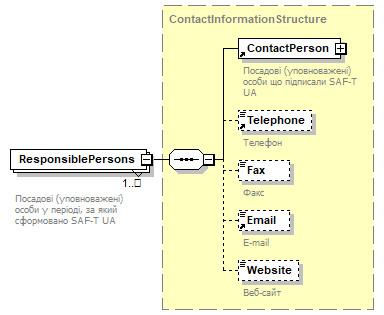 ContactInformationStructure
ContactPerson
Посадові (уповноважені)
особи що підписали SAF-T
UA
Telephone
Телефон
ResponsiblePersons
1..□
Посадові (уповноважені)
особи у періоді, за який
сформовано SAF-T UA
Fax
Факс
Email
E-mail
Website
Веб-сайт